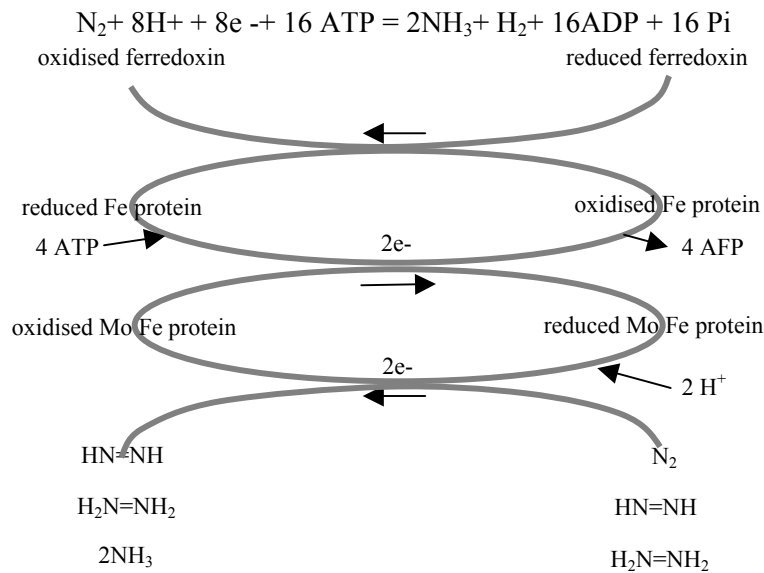 N₂+ 8H+ + 8e -+ 16 ATP = 2NH₃+ H₂+ 16ADP + 16 Pi
oxidised ferredoxin reduced ferredoxin
reduced Fe protein oxidised Fe protein
4 ATP 2e- 4 AFP
oxidised Mo Fe protein reduced Mo Fe protein
2e- 2 H⁺
HN=NH N₂
H₂N=NH₂ HN=NH
2NH₃ H₂N=NH₂